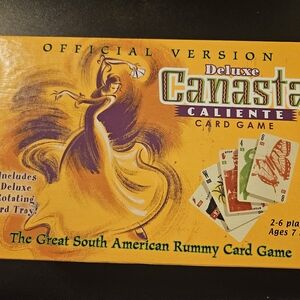 OFFICIAL VERSION
Deluxe
Canasta
CALIENTE
CARD GAME
Includes
Deluxe
Rotating
Card Tray!
2-6 pla
Ages 7
The Great South American Rummy Card Game